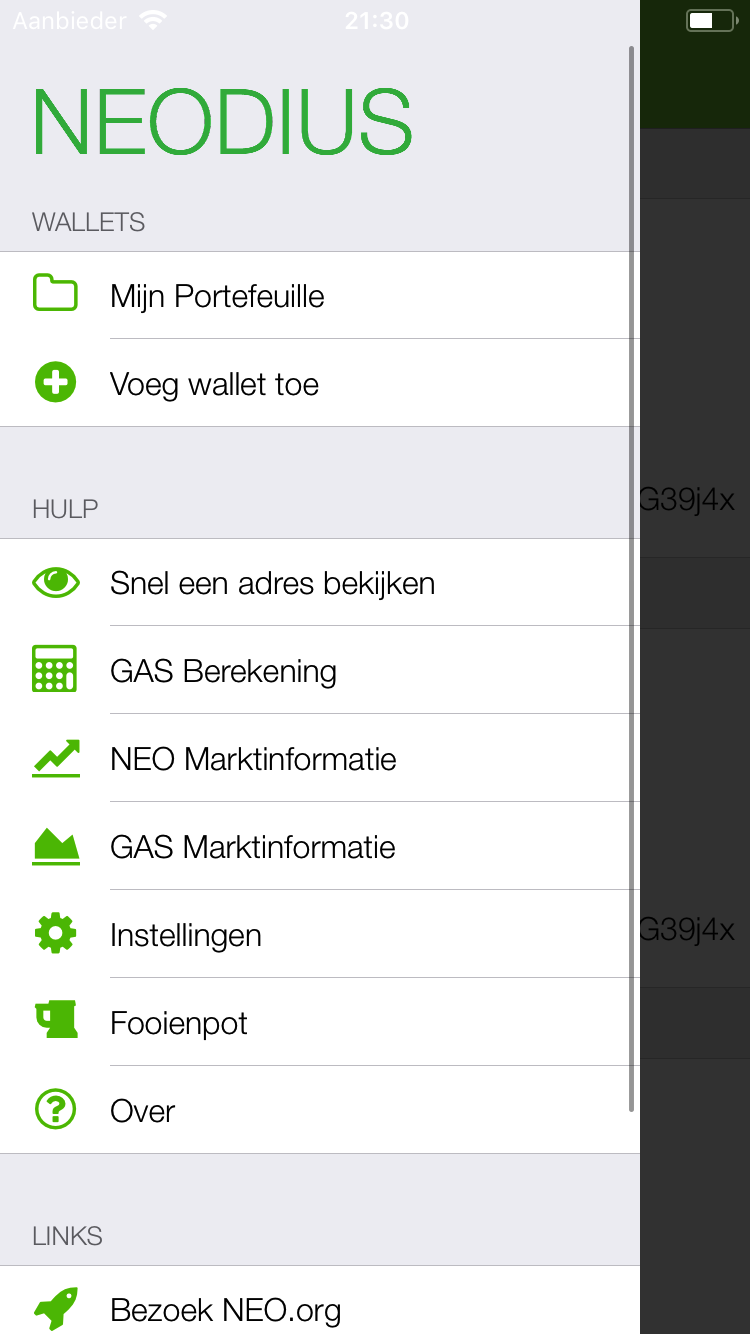 Aanbieder 21:30
NEODIUS
WALLETS
Mijn Portefeuille
Voeg wallet toe
HULP
G39j4x
Snel een adres bekijken
GAS Berekening
NEO Marktinformatie
GAS Marktinformatie
Instellingen
G39j4x
Fooienpot
Over
LINKS
Bezoek NEO.org